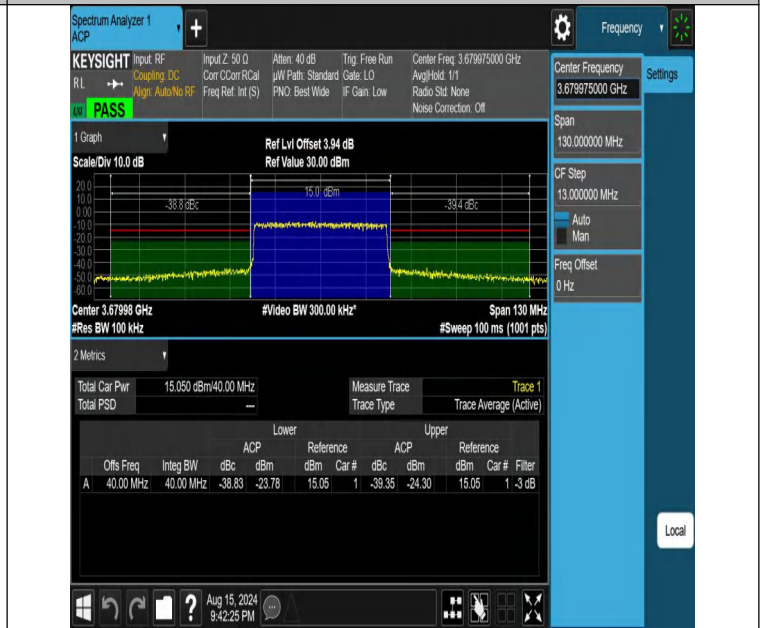 Spectrum Analyzer 1
ACP
Frequency
KEYSIGHT Input: RF Input Z: 50 Ω Atten: 40 dB Trig: Free Run Center Freq: 3.679975000 GHz
RL Coupling: DC Corr CCorr RCal µW Path: Standard Gate: LO Avg|Hold: 1/1
Align: Auto/No RF Freq Ref: Int (S) PNO: Best Wide IF Gain: Low Radio Std: None
PASS Noise Correction: Off
1 Graph
Ref Lvl Offset 3.94 dB
Scale/Div 10.0 dB Ref Value 30.00 dBm
20.0
10.0
0.00
-10.0
-20.0
-30.0
-40.0
-50.0
-60.0
-38.8 dBc 15.0 dBm -39.4 dBc
Center 3.67998 GHz #Video BW 300.00 kHz* Span 130 MHz
#Res BW 100 kHz #Sweep 100 ms (1001 pts)
2 Metrics
Total Car Pwr 15.050 dBm/40.00 MHz Measure Trace Trace 1
Total PSD --- Trace Type Trace Average (Active)
Lower Upper
ACP Reference ACP Reference
Offs Freq Integ BW dBc dBm dBm Car # dBc dBm dBm Car # Filter
A 40.00 MHz 40.00 MHz -38.83 -23.78 15.05 1 -39.35 -24.30 15.05 1 -3 dB
Center Frequency
3.679975000 GHz
Settings
Span
130.000000 MHz
CF Step
13.000000 MHz
Auto
Man
Freq Offset
0 Hz
Local
? Aug 15, 2024
9:42:25 PM